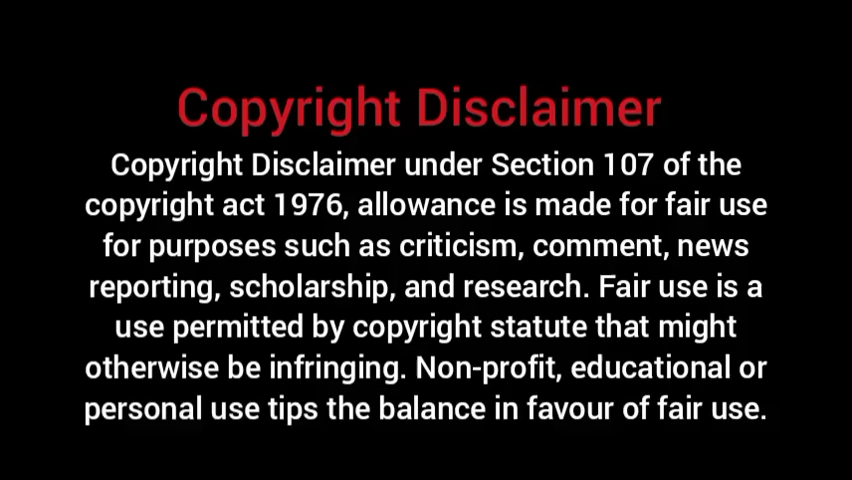 Copyright Disclaimer
Copyright Disclaimer under Section 107 of the
copyright act 1976, allowance is made for fair use
for purposes such as criticism, comment, news
reporting, scholarship, and research. Fair use is a
use permitted by copyright statute that might
otherwise be infringing. Non-profit, educational or
personal use tips the balance in favour of fair use.